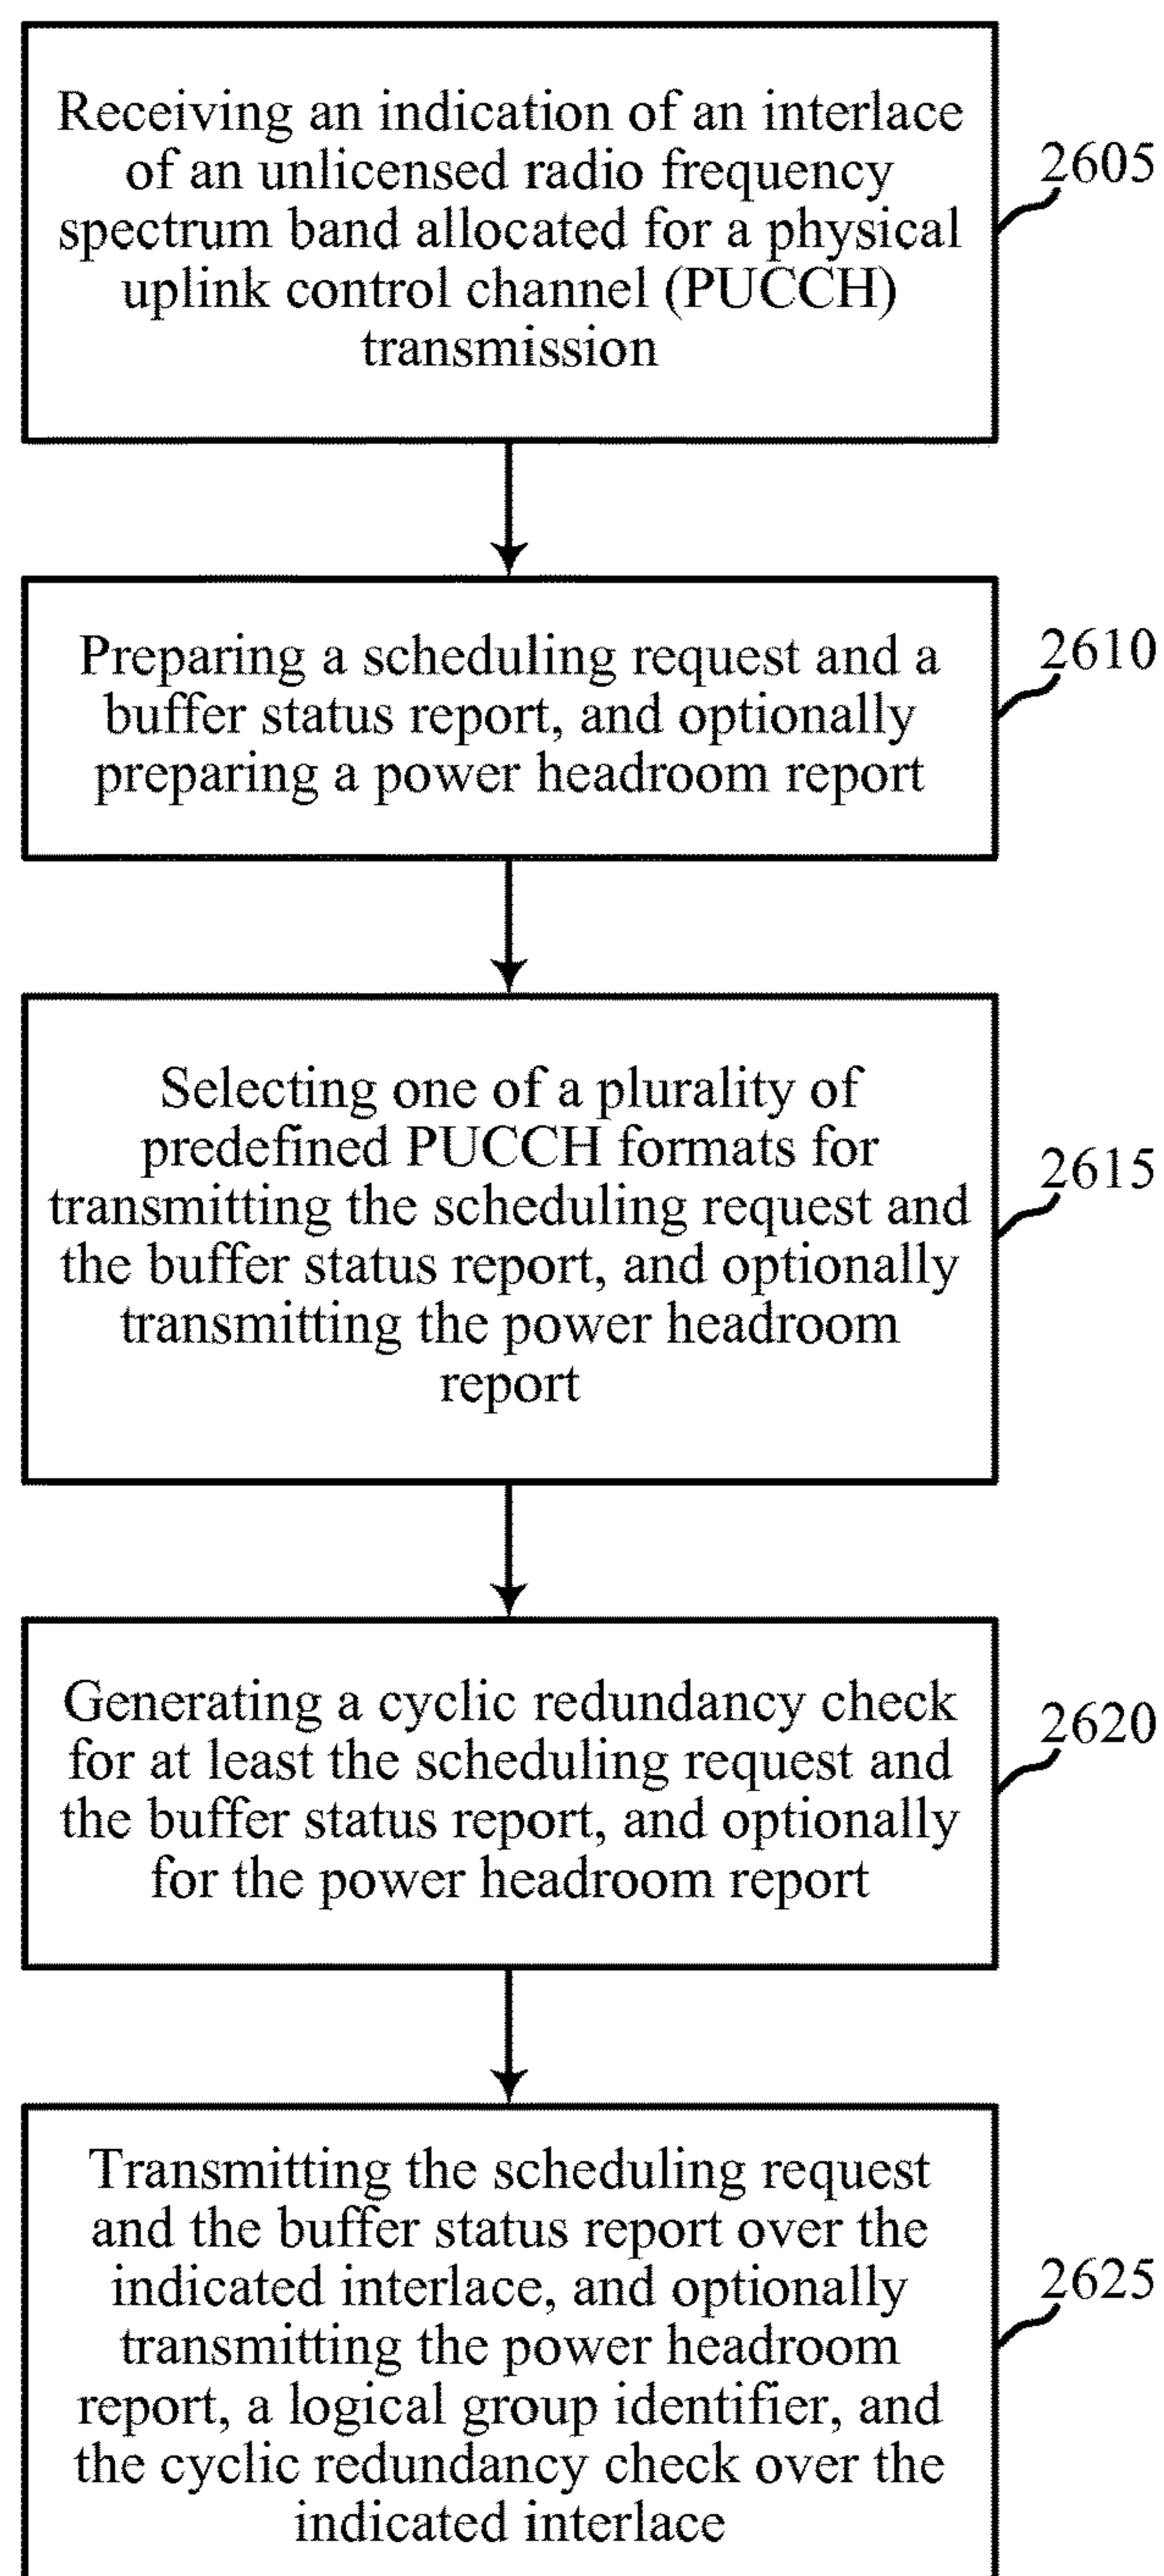 Receiving an indication of an interlace
of an unlicensed radio frequency
spectrum band allocated for a physical
uplink control channel (PUCCH)
transmission
2605
Preparing a scheduling request and a
buffer status report, and optionally
preparing a power headroom report
2610
Selecting one of a plurality of
predefined PUCCH formats for
transmitting the scheduling request and
the buffer status report, and optionally
transmitting the power headroom
report
2615
Generating a cyclic redundancy check
for at least the scheduling request and
the buffer status report, and optionally
for the power headroom report
2620
Transmitting the scheduling request
and the buffer status report over the
indicated interlace, and optionally
transmitting the power headroom
report, a logical group identifier, and
the cyclic redundancy check over the
indicated interlace
2625